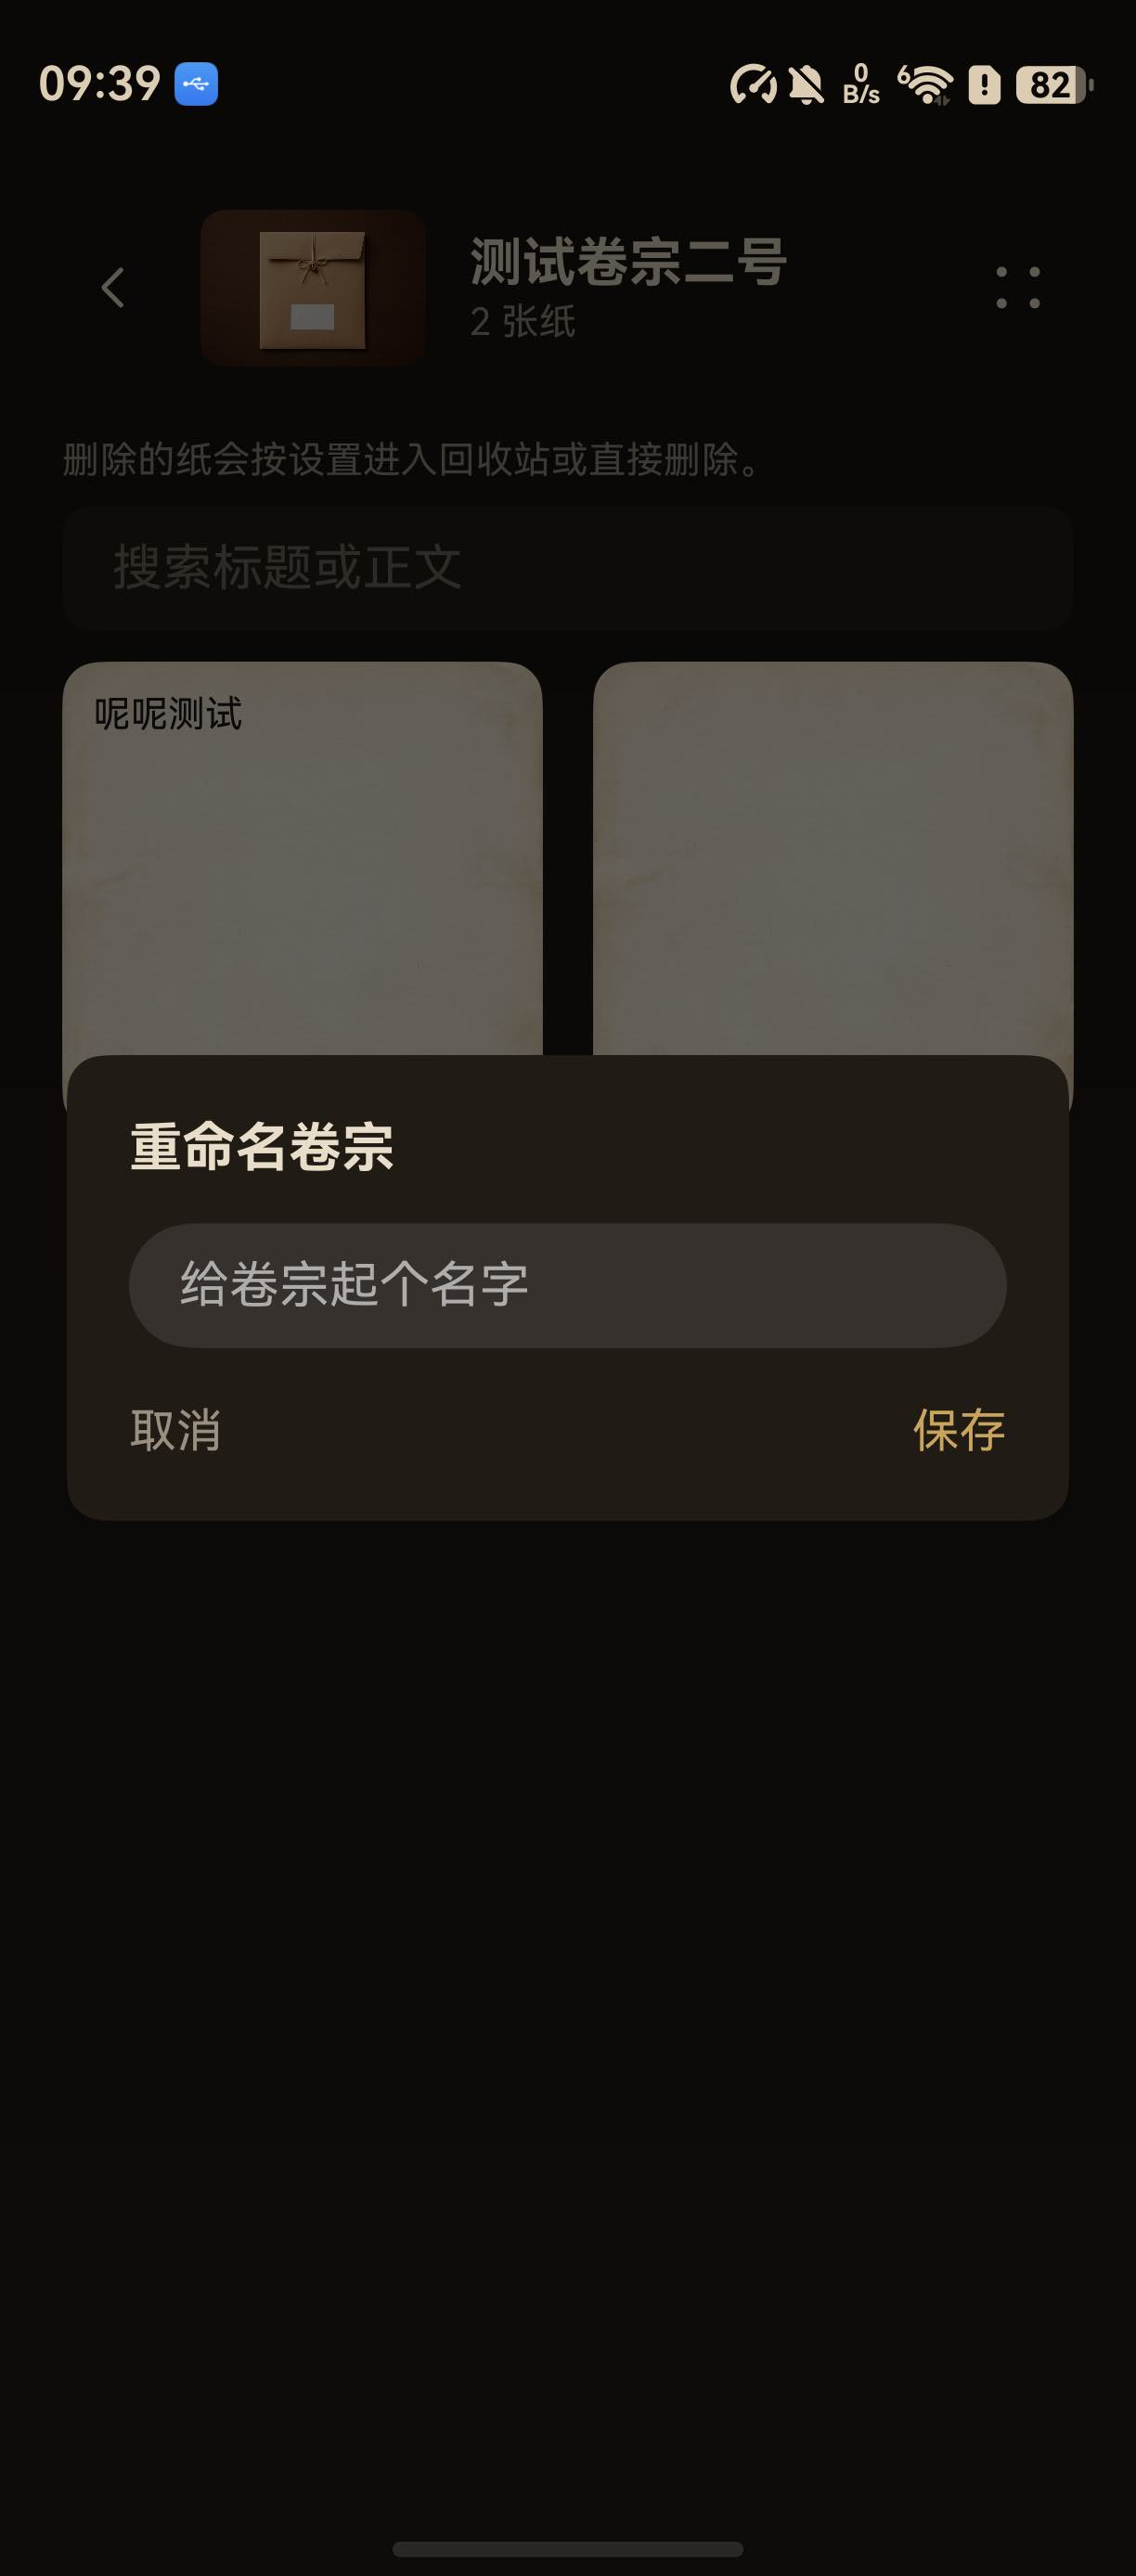 09:39
0
B/s
6
82
测试卷宗二号
2 张纸
删除的纸会按设置进入回收站或直接删除。
搜索标题或正文
呢呢测试
重命名卷宗
给卷宗起个名字
取消
保存